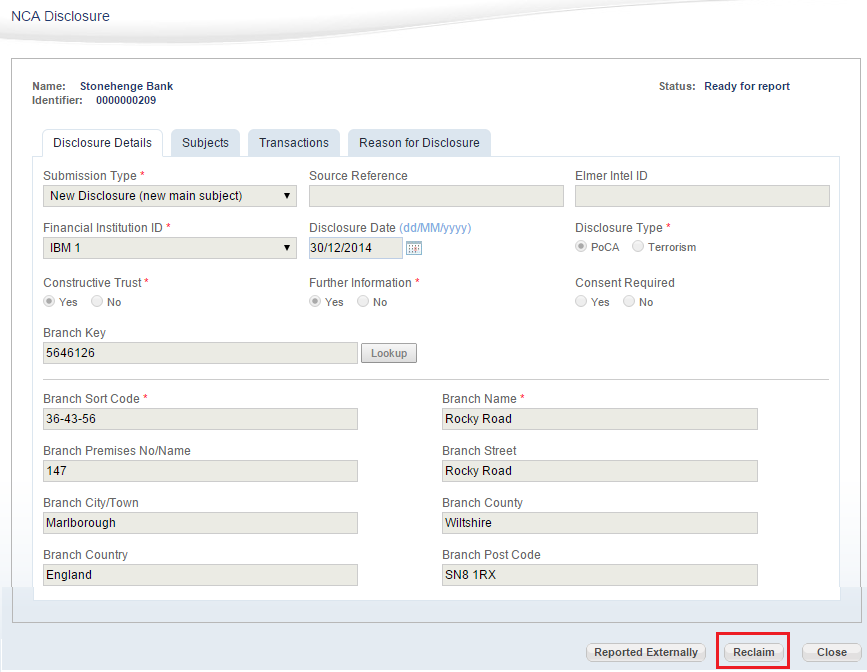 NCA Disclosure
Name: Stonehenge Bank Status: Ready for report
Identifier: 0000000209
Disclosure Details Subjects Transactions Reason for Disclosure
Submission Type * Source Reference Elmer Intel ID
New Disclosure (new main subject)
Financial Institution ID * Disclosure Date (dd/MM/yyyy) Disclosure Type *
IBM 1 30/12/2014 PoCA Terrorism
Constructive Trust * Further Information * Consent Required
Yes No Yes No Yes No
Branch Key
5646126 Lookup
Branch Sort Code * Branch Name *
36-43-56 Rocky Road
Branch Premises No/Name Branch Street
147 Rocky Road
Branch City/Town Branch County
Marlborough Wiltshire
Branch Country Branch Post Code
England SN8 1RX
Reported Externally Reclaim Close